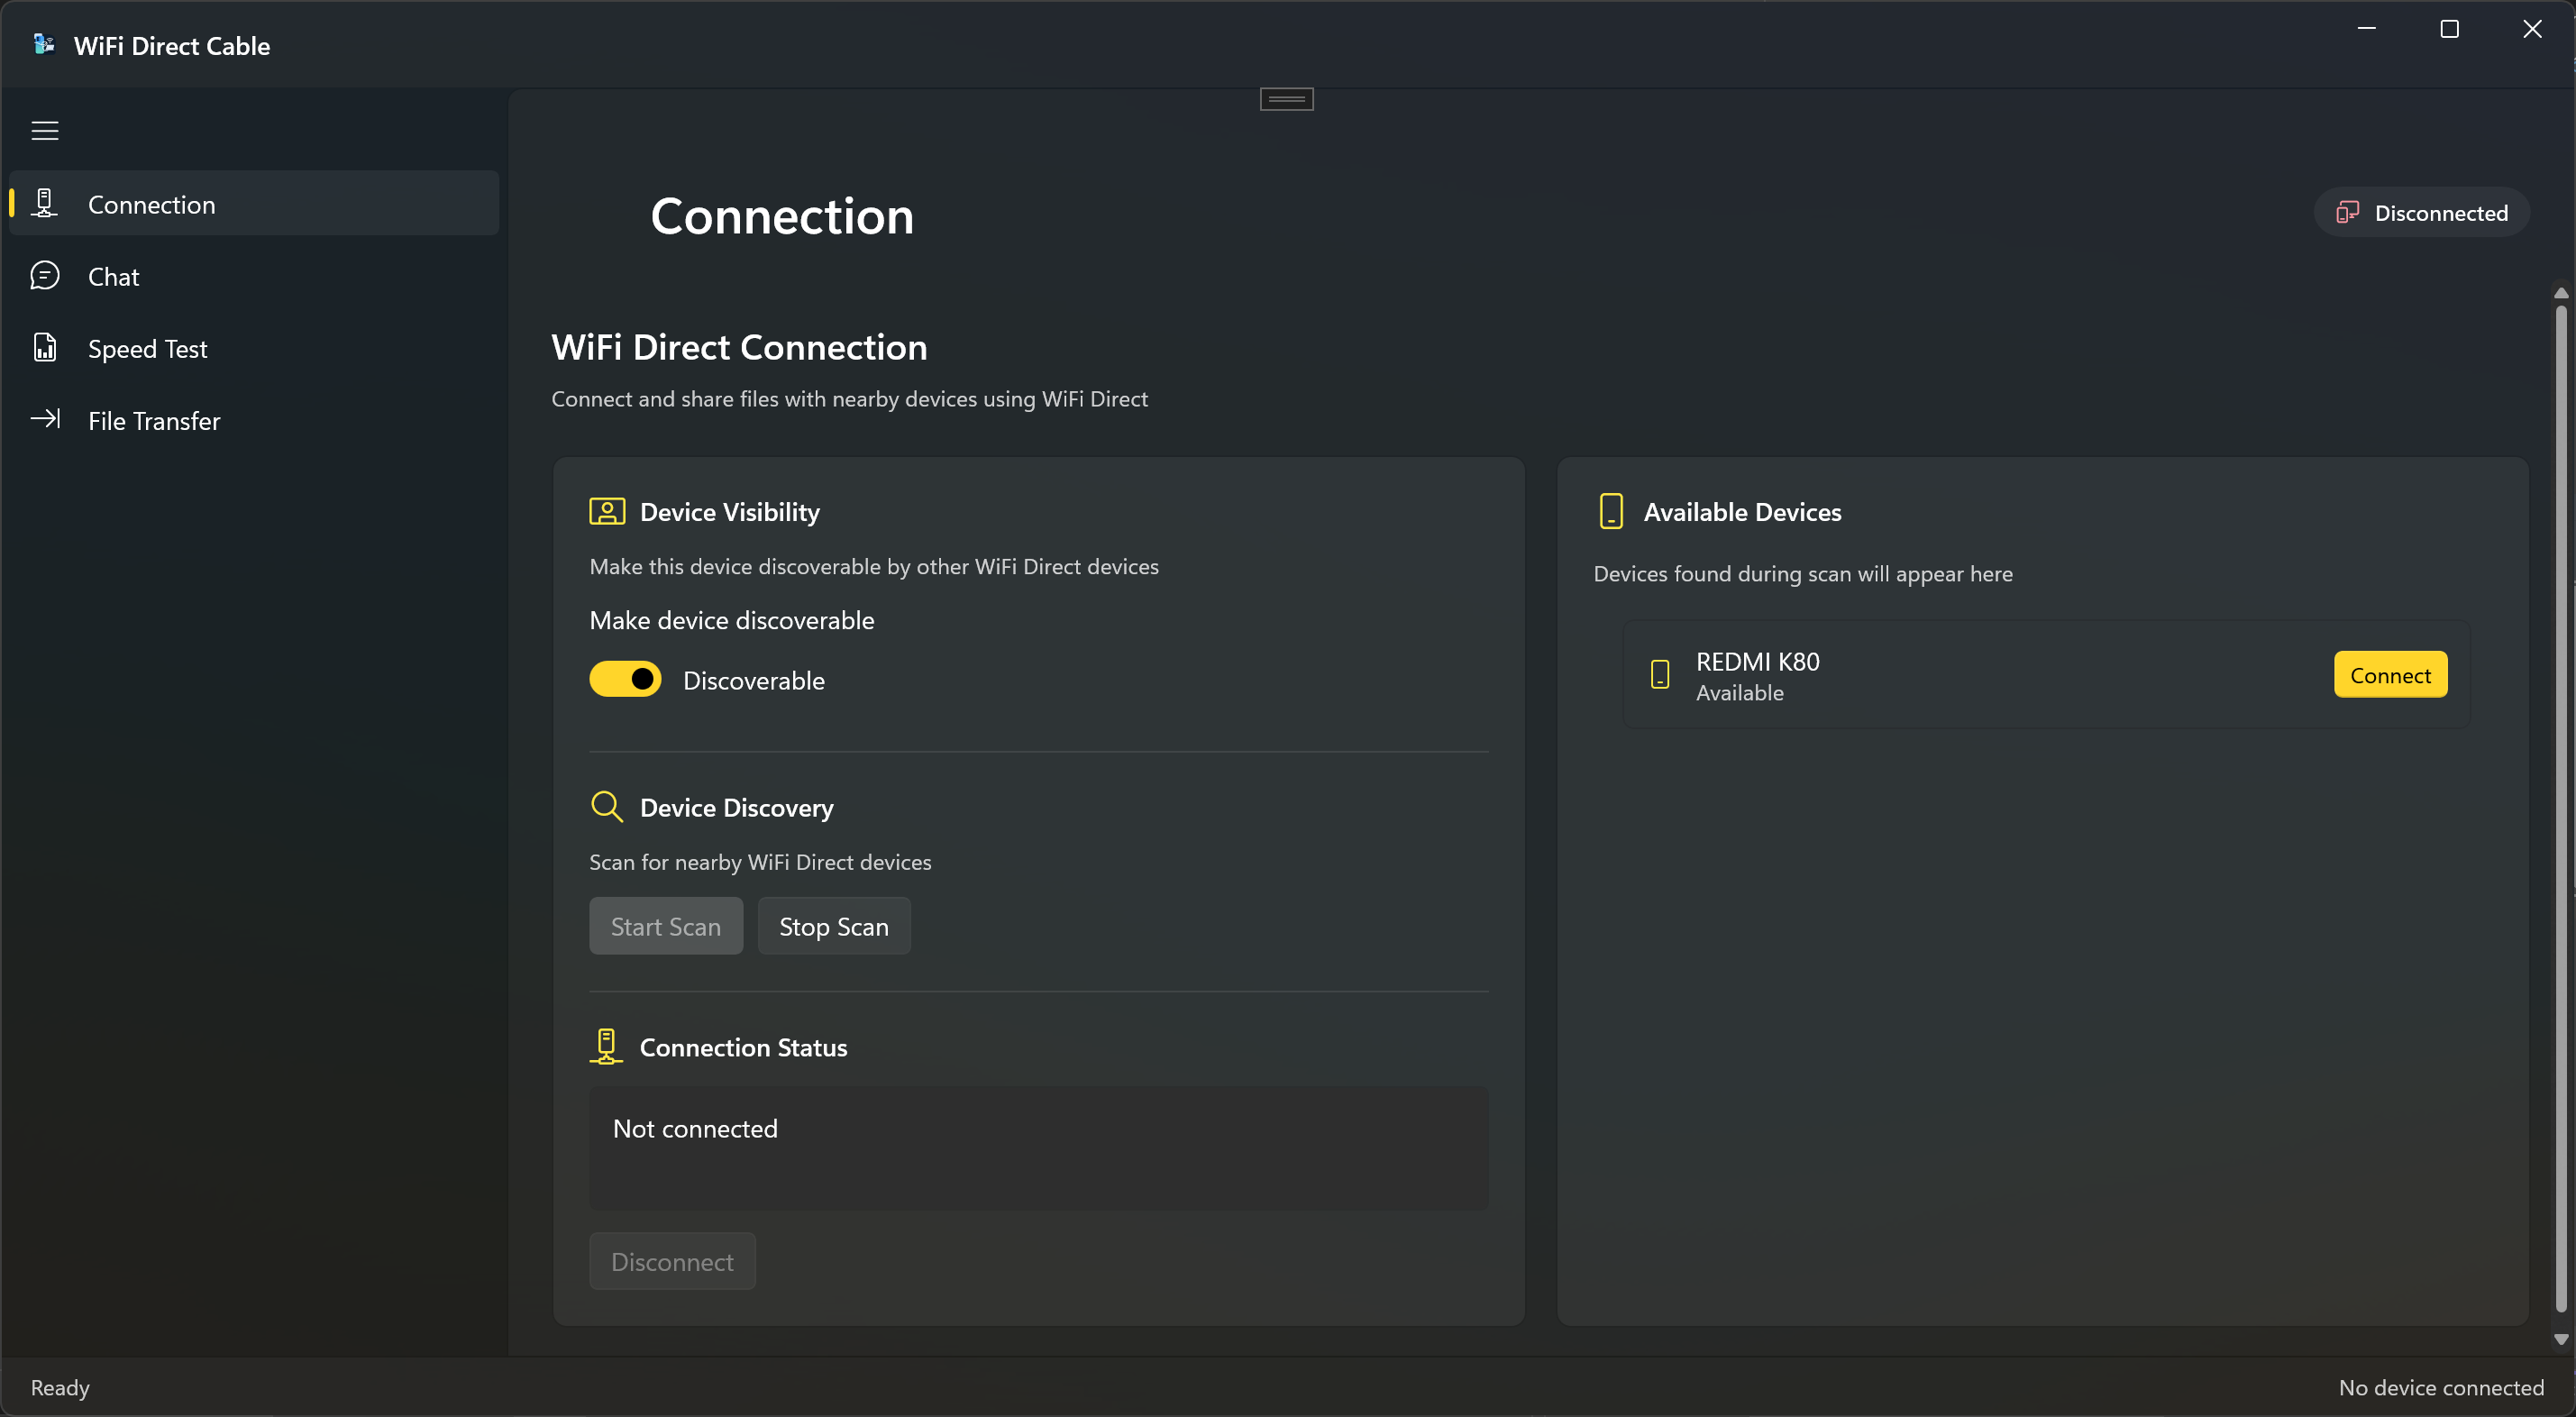 WiFi Direct Cable
Connection
Chat
Speed Test
File Transfer
Connection
Disconnected
WiFi Direct Connection
Connect and share files with nearby devices using WiFi Direct
Device Visibility
Make this device discoverable by other WiFi Direct devices
Make device discoverable
Discoverable
Device Discovery
Scan for nearby WiFi Direct devices
Start Scan
Stop Scan
Connection Status
Not connected
Disconnect
Available Devices
Devices found during scan will appear here
REDMI K80
Available
Connect
Ready
No device connected